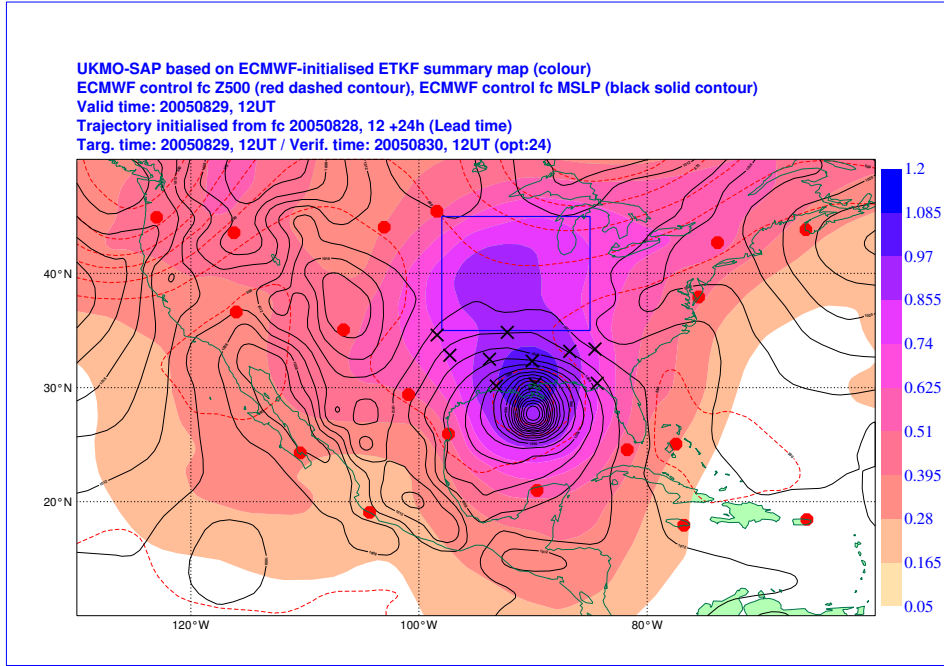 UKMO-SAP based on ECMWF-initialised ETKF summary map (colour)
ECMWF control fc Z500 (red dashed contour), ECMWF control fc MSLP (black solid contour)
Valid time: 20050829, 12UT
Trajectory initialised from fc 20050828, 12 +24h (Lead time)
Targ. time: 20050829, 12UT / Verif. time: 20050830, 12UT (opt:24)
1.2
1.085
0.97
0.855
0.74
0.625
0.51
0.395
0.28
0.165
0.05
40°N
30°N
20°N
120°W
100°W
80°W